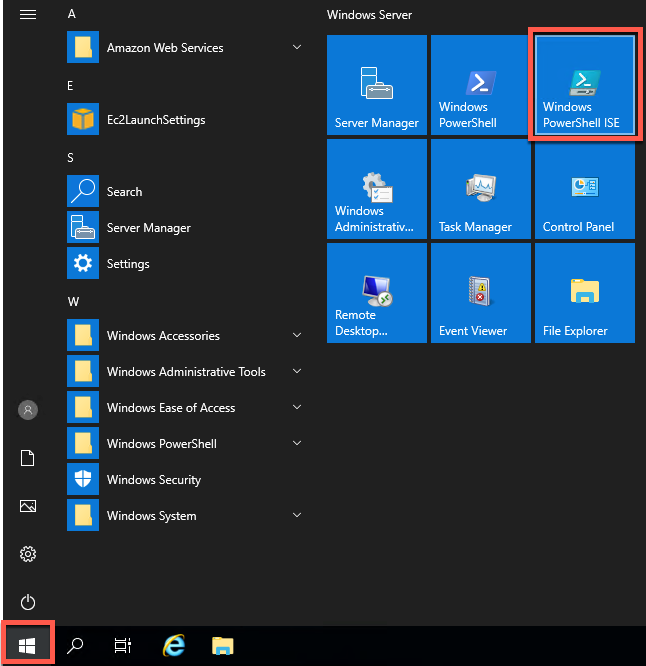 A
Amazon Web Services
E
Ec2LaunchSettings
S
Search
Server Manager
Settings
W
Windows Accessories
Windows Administrative Tools
Windows Ease of Access
Windows PowerShell
Windows Security
Windows System
Windows Server
Server Manager
Windows
PowerShell
Windows
PowerShell ISE
Windows
Administrativ...
Task Manager
Control Panel
Remote
Desktop...
Event Viewer
File Explorer